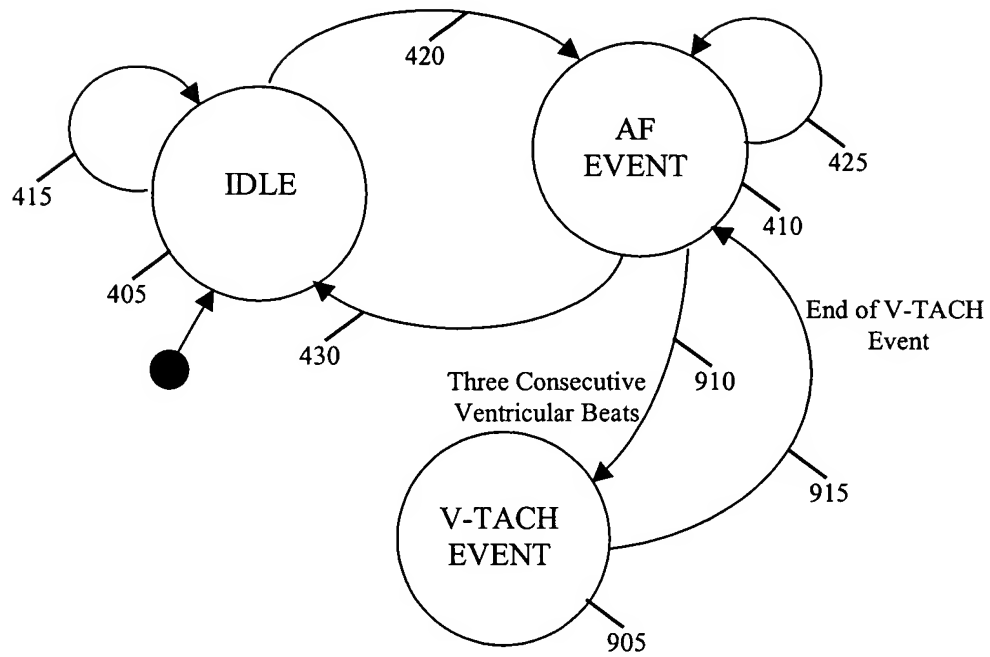 420
AF
EVENT
425
415
IDLE
410
405
430
End of V-TACH
Event
910
Three Consecutive
Ventricular Beats
915
V-TACH
EVENT
905